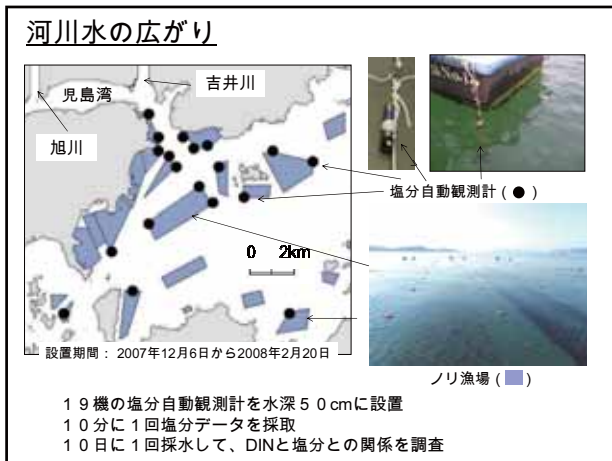 河川水の広がり
吉井川
児島湾
旭川
塩分自動観測計(●)
0 2km
設置期間：2007年12月6日から2008年2月20日
ノリ漁場( )
１９機の塩分自動観測計を水深５０cmに設置
１０分に１回塩分データを採取
１０日に１回採水して、DINと塩分との関係を調査